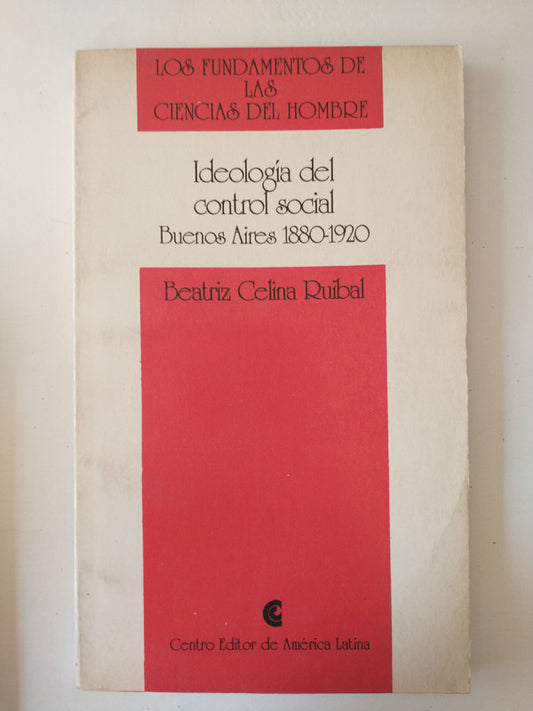 LOS FUNDAMENTOS DE
LAS
CIENCIAS DEL HOMBRE
Ideología del
control social
Buenos Aires 1880-1920
Beatriz Celina Ruibal
Centro Editor de América Latina